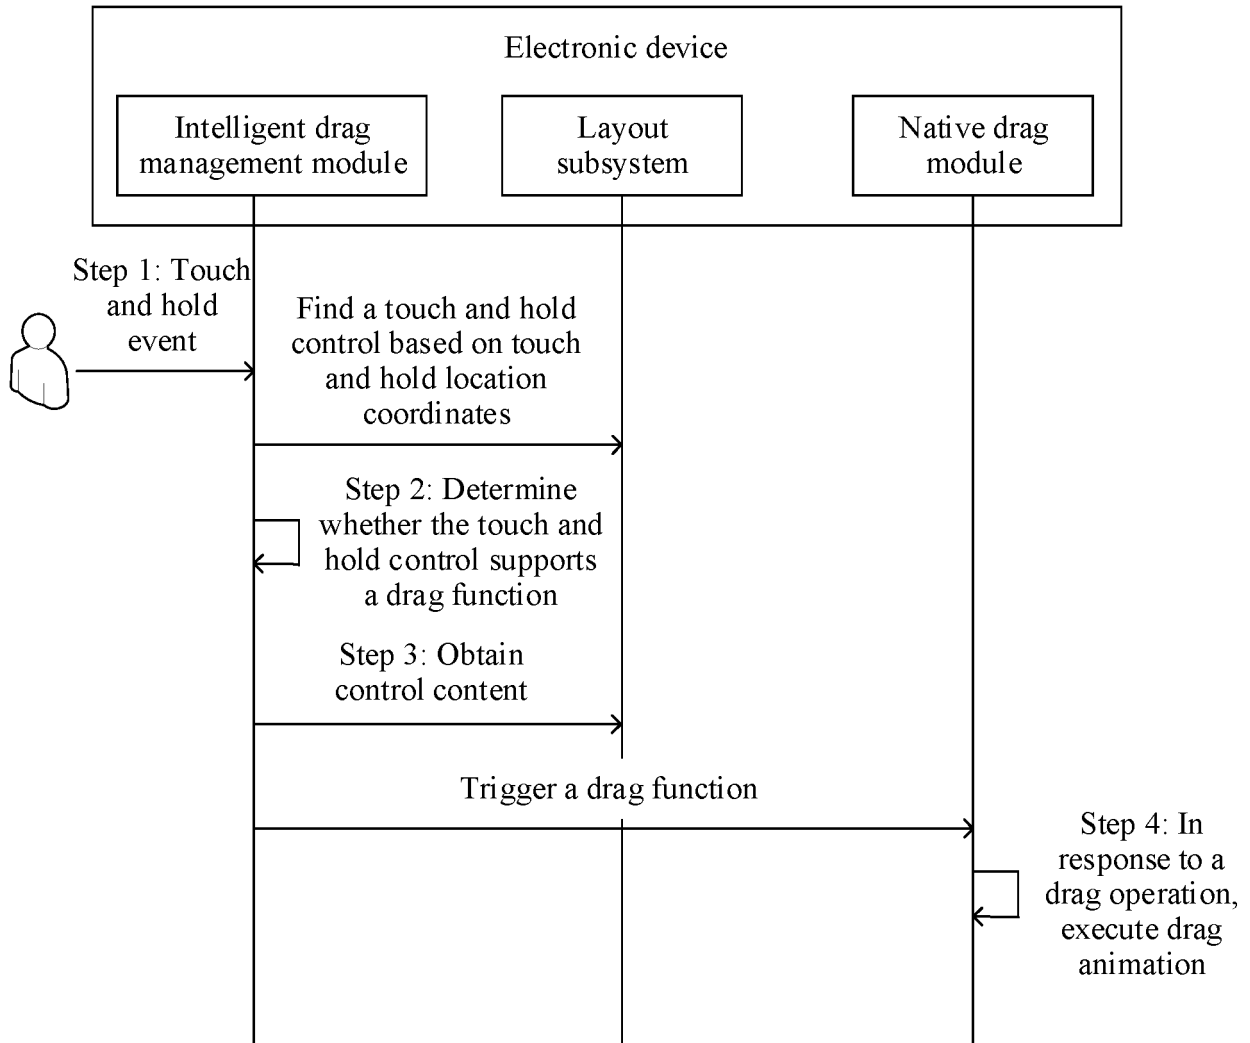 Electronic device
Intelligent drag
management module
Layout
subsystem
Native drag
module
Step 1: Touch
and hold
event
Find a touch and hold
control based on touch
and hold location
coordinates
Step 2: Determine
whether the touch and
hold control supports
a drag function
Step 3: Obtain
control content
Trigger a drag function
Step 4: In
response to a
drag operation,
execute drag
animation